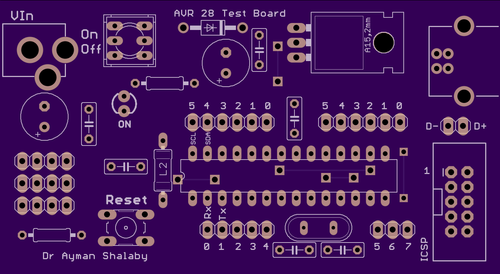 VIn
AVR 28 Test Board
On
Off
A15,2mm
+
+
ON
5 4 3 2 1 0
5 4 3 2 1 0
D- D+
SCL
SDA
L2
1
Reset
Rx
Tx
0 1 2 3 4
5 6 7
ICSP
Dr Ayman Shalaby